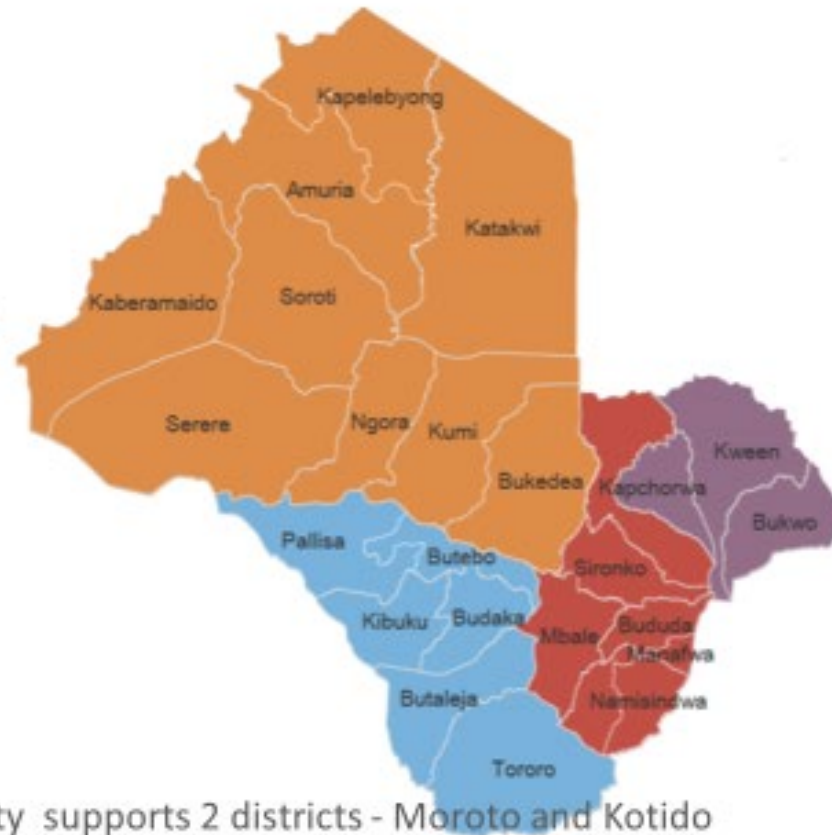 Kapelebyong
Amuria
Katakwi
Kaberamaido
Soroti
Serere
Ngora
Kumi
Bukedea
Kween
Kapchorwa
Bukwo
Pallisa
Butebo
Sironko
Kibuku
Budaka
Mbale
Bududa
Manafwa
Namisindwa
Butaleja
Tororo
ty supports 2 districts - Moroto and Kotido